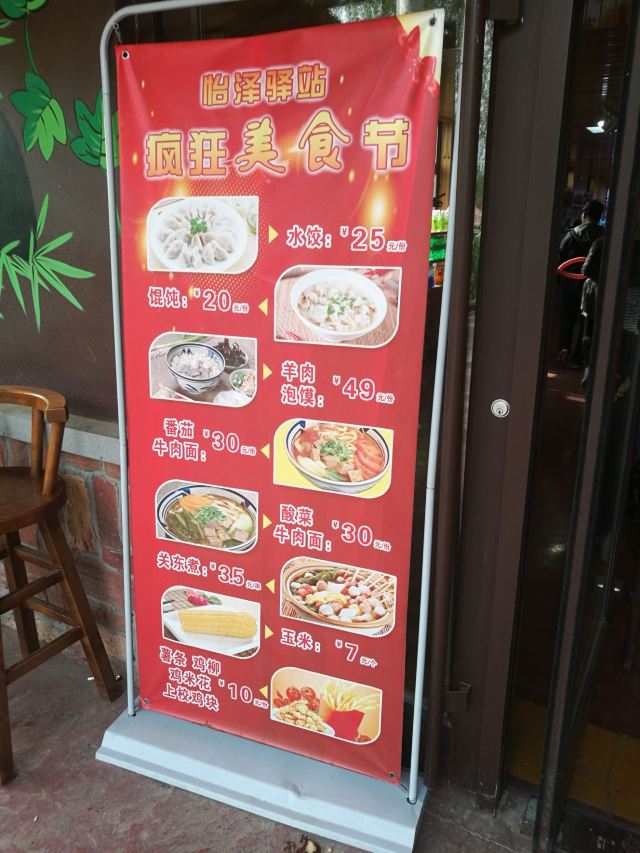 怡泽驿站
疯狂美食节
水饺：¥25元/份
馄饨：¥20元/份
羊肉
泡馍：¥49元/份
番茄
牛肉面：¥30元/份
酸菜
牛肉面：¥30元/份
关东煮：¥3.5元/串
玉米：¥7元/个
薯条 鸡柳
鸡米花
上校鸡块 ¥10元/份